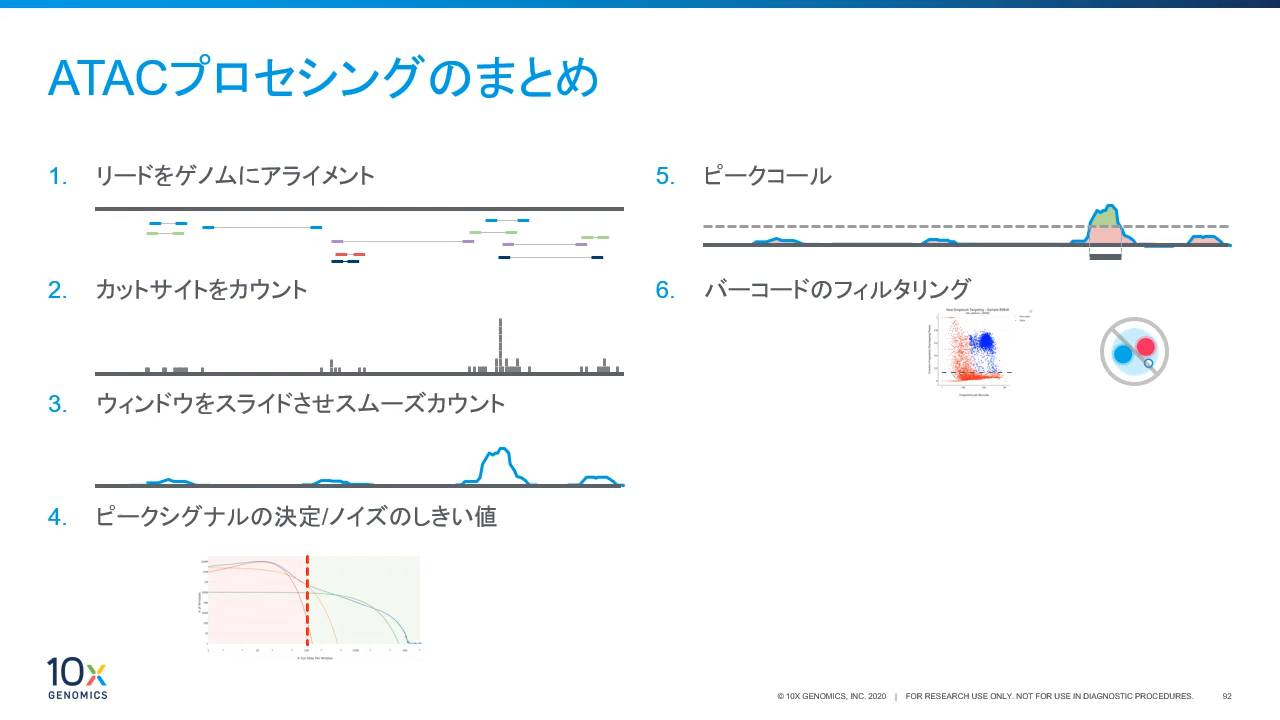 ATACプロセシングのまとめ
1. リードをゲノムにアライメント
2. カットサイトをカウント
3. ウィンドウをスライドさせスムーズカウント
4. ピークシグナルの決定/ノイズのしきい値
# Cut Sites Per Window
5. ピークコール
6. バーコードのフィルタリング
10x
GENOMICS
© 10X GENOMICS, INC. 2020 | FOR RESEARCH USE ONLY. NOT FOR USE IN DIAGNOSTIC PROCEDURES. 92